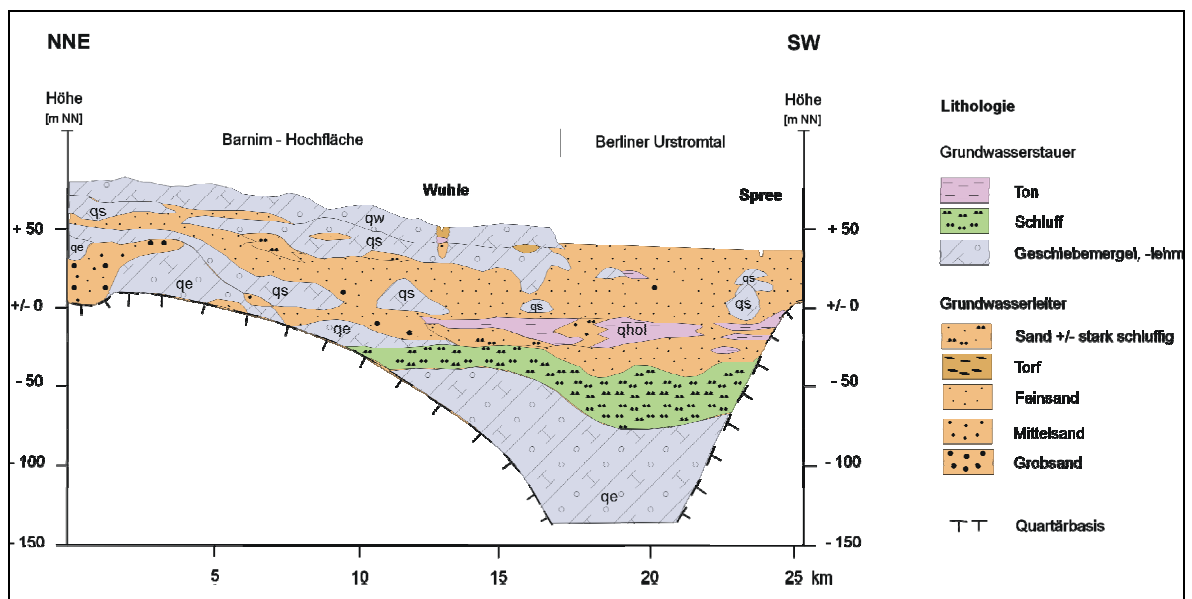 NNE
SW
Höhe
[m NN]
Höhe
[m NN]
Barnim - Hochfläche
Berliner Urstromtal
Wuhle
Spree
+ 50
+/- 0
- 50
- 100
- 150
+ 50
+/- 0
- 50
- 100
- 150
qs
qw
qs
qe
qe
qs
qs
qs
qs
qs
qe
qhol
qe
5
10
15
20
25 km
Lithologie
Grundwasserstauer
Ton
Schluff
Geschiebemergel, -lehm
Grundwasserleiter
Sand +/- stark schluffig
Torf
Feinsand
Mittelsand
Grobsand
Quartärbasis